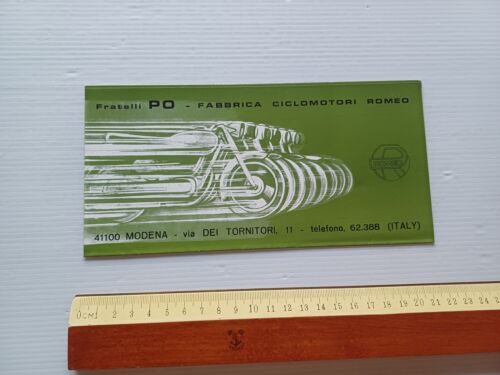 Fratelli PO - FABBRICA CICLOMOTORI ROMEO
41100 MODENA - via DEI TORNITORI, 11 - telefono, 62.388 (ITALY)
0 CM 1 2 3 4 5 6 7 8 9 10 11 12 13 14 15 16 17 18 19 20 21 22 23 24